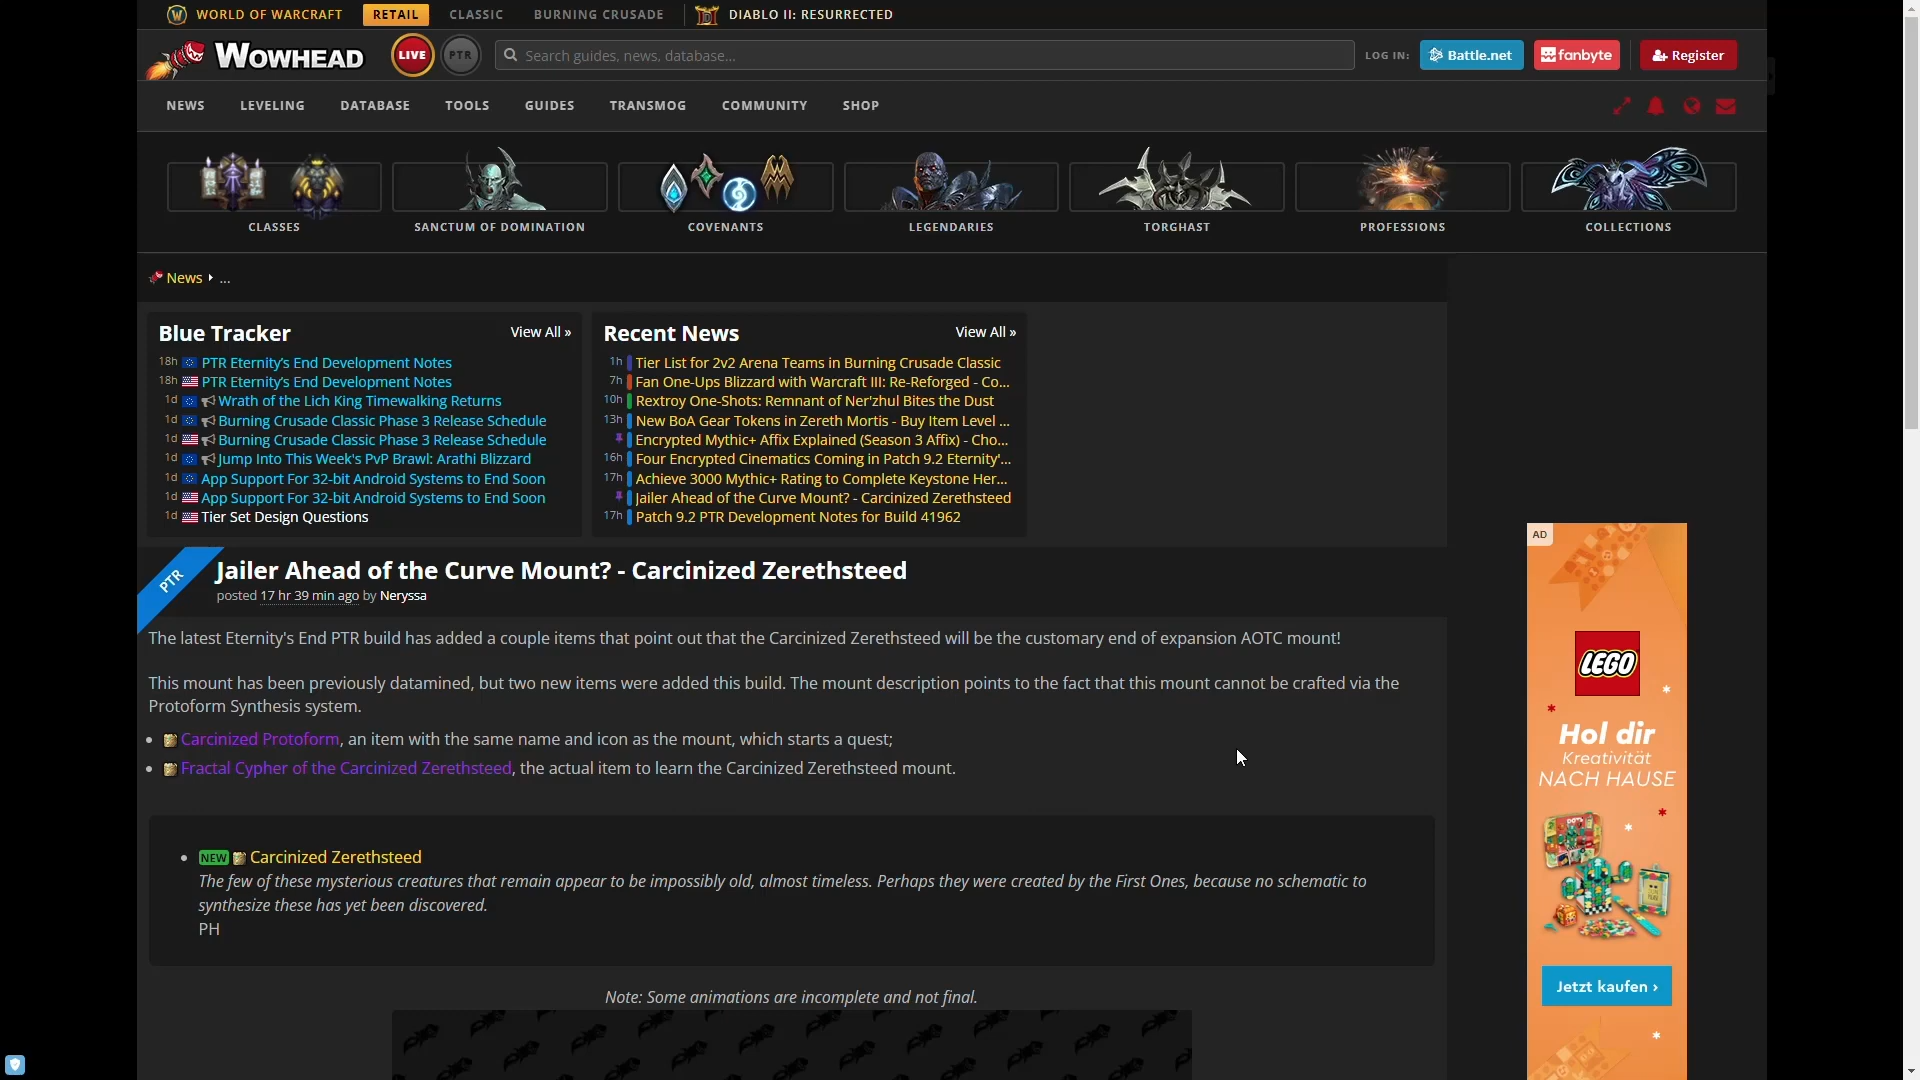 WORLD OF WARCRAFT RETAIL CLASSIC BURNING CRUSADE DIABLO II: RESURRECTED
WOWHEAD LIVE PTR Search guides, news, database... LOG IN: Battle.net fanbyte Register
NEWS LEVELING DATABASE TOOLS GUIDES TRANSMOG COMMUNITY SHOP
CLASSES SANCTUM OF DOMINATION COVENANTS LEGENDARIES TORGHAST PROFESSIONS COLLECTIONS
News ...
Blue Tracker View All »
18h PTR Eternity's End Development Notes
18h PTR Eternity's End Development Notes
1d Wrath of the Lich King Timewalking Returns
1d Burning Crusade Classic Phase 3 Release Schedule
1d Burning Crusade Classic Phase 3 Release Schedule
1d Jump Into This Week's PvP Brawl: Arathi Blizzard
1d App Support For 32-bit Android Systems to End Soon
1d App Support For 32-bit Android Systems to End Soon
1d Tier Set Design Questions
Recent News View All »
1h Tier List for 2v2 Arena Teams in Burning Crusade Classic
7h Fan One-Ups Blizzard with Warcraft III: Re-Reforged - Co...
10h Rextroy One-Shots: Remnant of Ner'zhul Bites the Dust
13h New BoA Gear Tokens in Zereth Mortis - Buy Item Level ...
Encrypted Mythic+ Affix Explained (Season 3 Affix) - Cho...
16h Four Encrypted Cinematics Coming in Patch 9.2 Eternity'...
17h Achieve 3000 Mythic+ Rating to Complete Keystone Her...
Jailer Ahead of the Curve Mount? - Carcinized Zerethsteed
17h Patch 9.2 PTR Development Notes for Build 41962
PTR
Jailer Ahead of the Curve Mount? - Carcinized Zerethsteed
posted 17 hr 39 min ago by Neryssa
The latest Eternity's End PTR build has added a couple items that point out that the Carcinized Zerethsteed will be the customary end of expansion AOTC mount!
This mount has been previously datamined, but two new items were added this build. The mount description points to the fact that this mount cannot be crafted via the
Protoform Synthesis system.
• Carcinized Protoform, an item with the same name and icon as the mount, which starts a quest;
• Fractal Cypher of the Carcinized Zerethsteed, the actual item to learn the Carcinized Zerethsteed mount.
• NEW Carcinized Zerethsteed
The few of these mysterious creatures that remain appear to be impossibly old, almost timeless. Perhaps they were created by the First Ones, because no schematic to
synthesize these has yet been discovered.
PH
Note: Some animations are incomplete and not final.
AD
LEGO
Hol dir
Kreativität
NACH HAUSE
DOTS
Jetzt kaufen ›